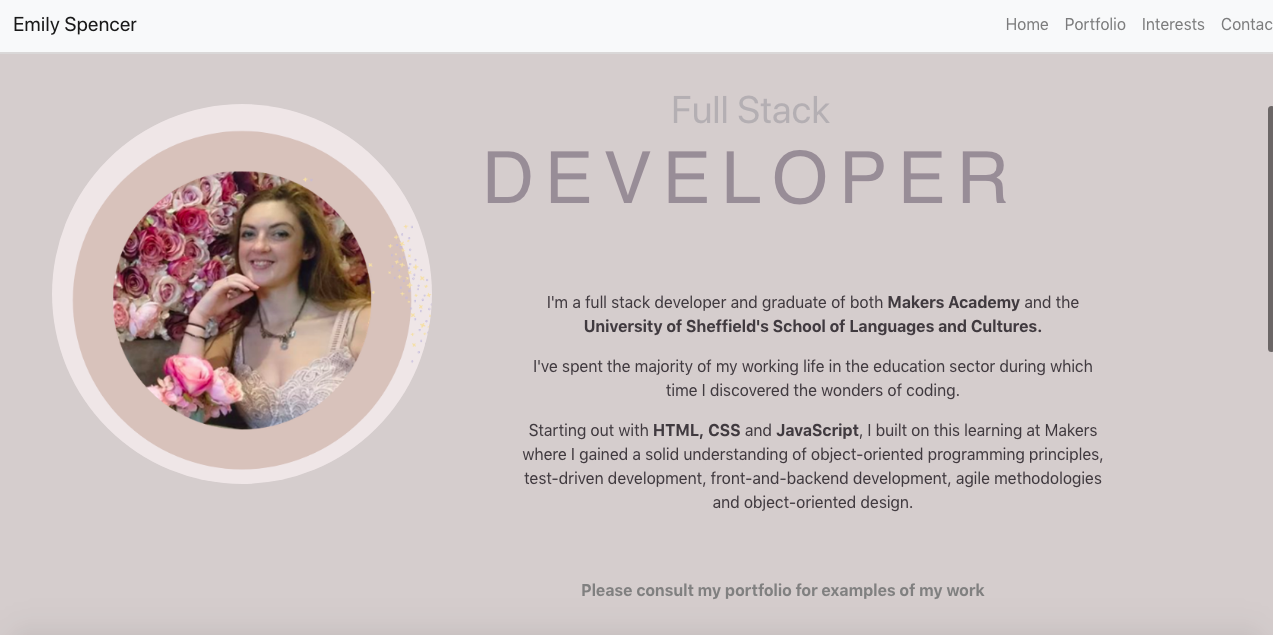 Emily Spencer
Home Portfolio Interests Contac
Full Stack
DEVELOPER
I'm a full stack developer and graduate of both Makers Academy and the
University of Sheffield's School of Languages and Cultures.
I've spent the majority of my working life in the education sector during which
time I discovered the wonders of coding.
Starting out with HTML, CSS and JavaScript, I built on this learning at Makers
where I gained a solid understanding of object-oriented programming principles,
test-driven development, front-and-backend development, agile methodologies
and object-oriented design.
Please consult my portfolio for examples of my work